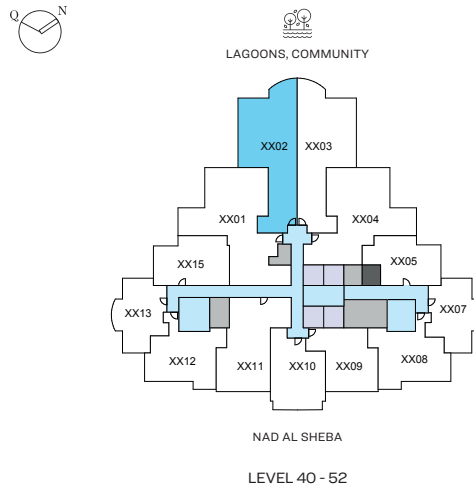 Q N
LAGOONS, COMMUNITY
XX02 XX03
XX01 XX04
XX15 XX05
XX13 XX07
XX12 XX11 XX10 XX09 XX08
NAD AL SHEBA
LEVEL 40 - 52